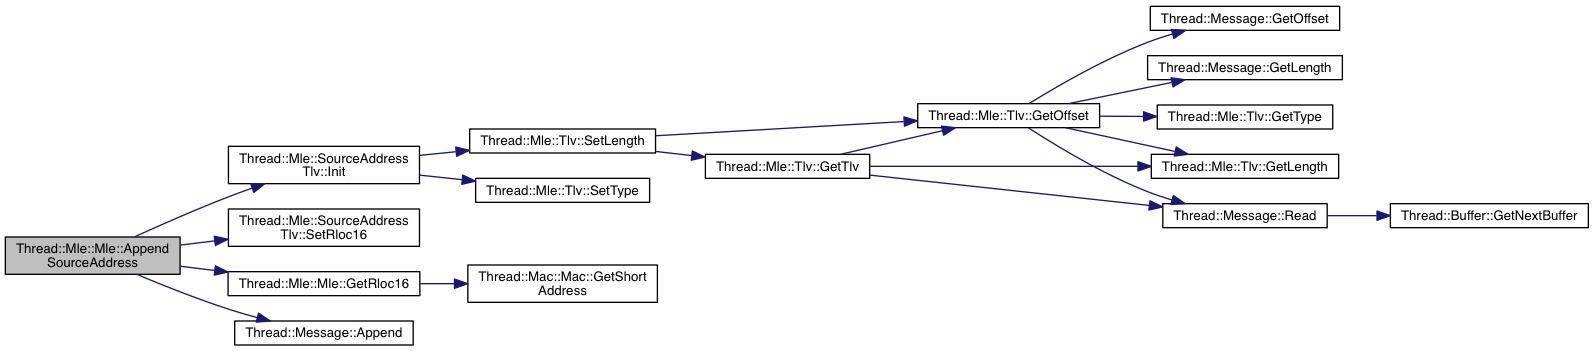 Thread::Mle::Mle::Append
SourceAddress
Thread::Mle::SourceAddress
Tlv::Init
Thread::Mle::SourceAddress
Tlv::SetRloc16
Thread::Mle::Mle::GetRloc16
Thread::Message::Append
Thread::Mle::Tlv::SetLength
Thread::Mle::Tlv::SetType
Thread::Mac::Mac::GetShort
Address
Thread::Mle::Tlv::GetTlv
Thread::Mle::Tlv::GetOffset
Thread::Message::GetOffset
Thread::Message::GetLength
Thread::Mle::Tlv::GetType
Thread::Mle::Tlv::GetLength
Thread::Message::Read
Thread::Buffer::GetNextBuffer